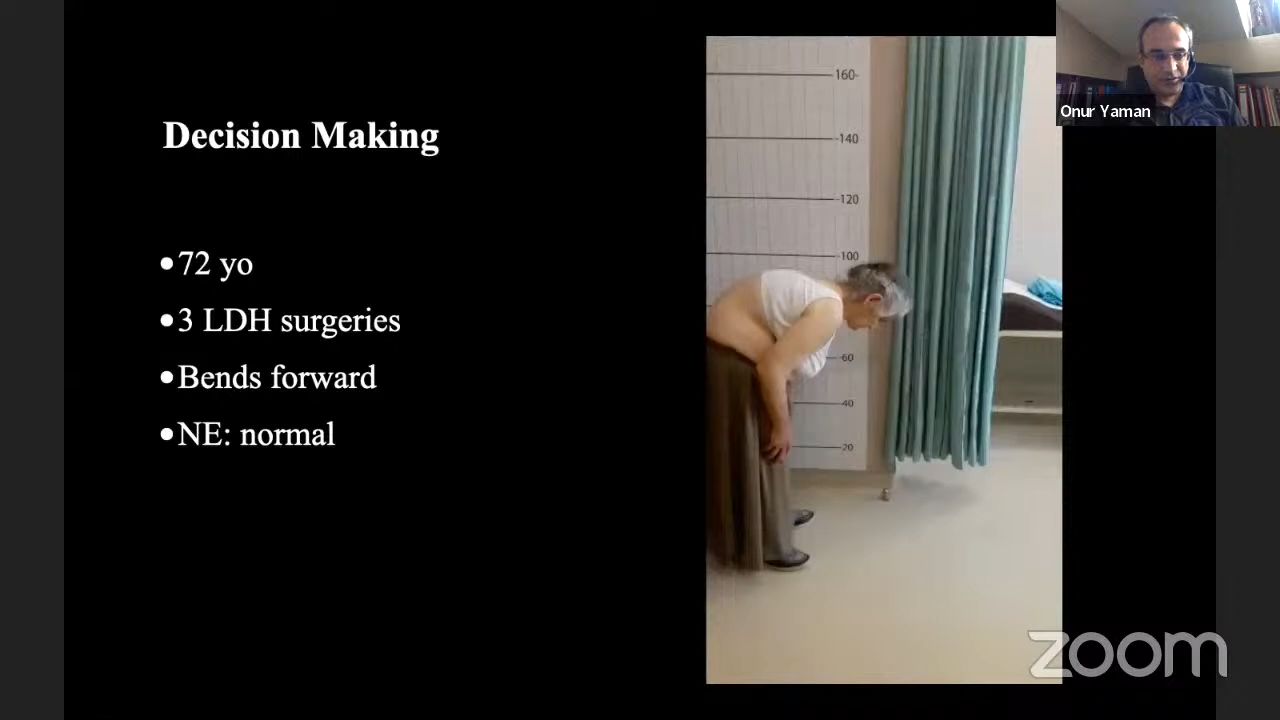 Decision Making
•72 yo
•3 LDH surgeries
•Bends forward
•NE: normal
160-
-140
-120
-100
-60
-40
20
Onur Yaman
zoom